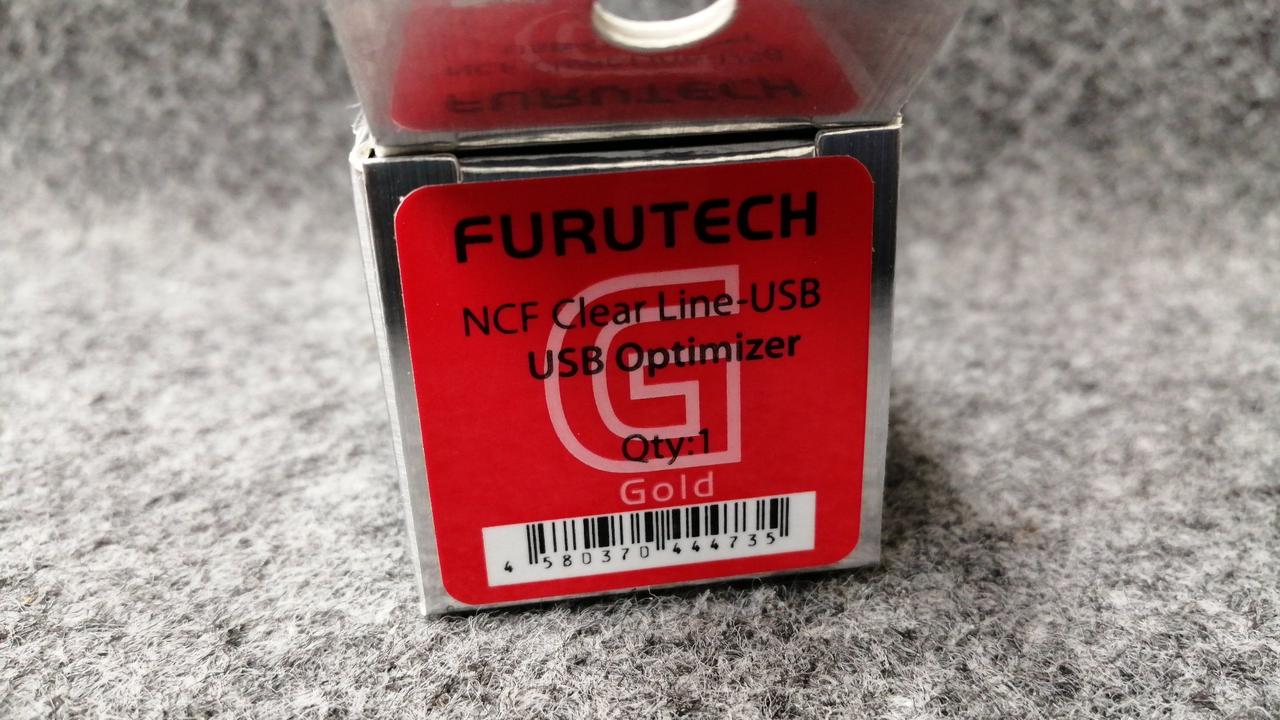 FURUTECH
NCF Clear Line-USB
USB Optimizer
G
Qty:1
Gold
4 580370 444735